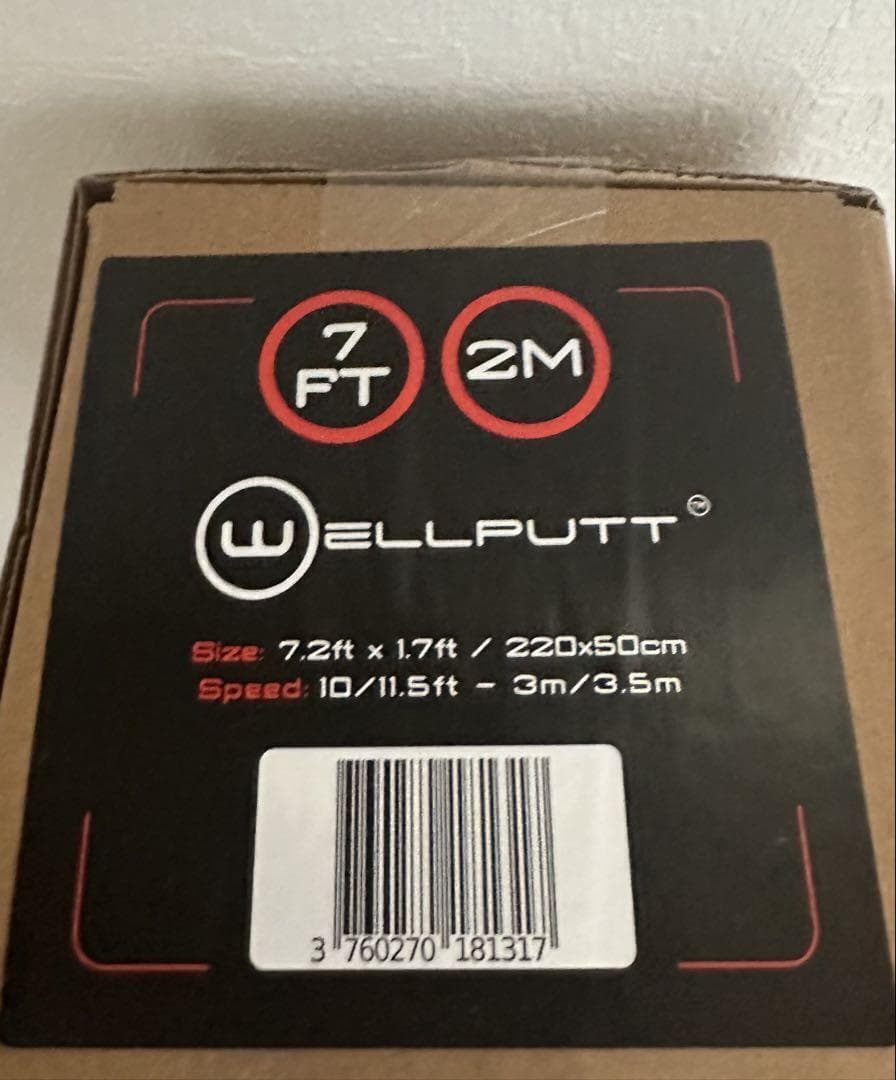 7
FT
2M
WELLPUTT™
Size: 7.2ft x 1.7ft / 220x50cm
Speed: 10/11.5ft - 3m/3.5m
3 760270 181317